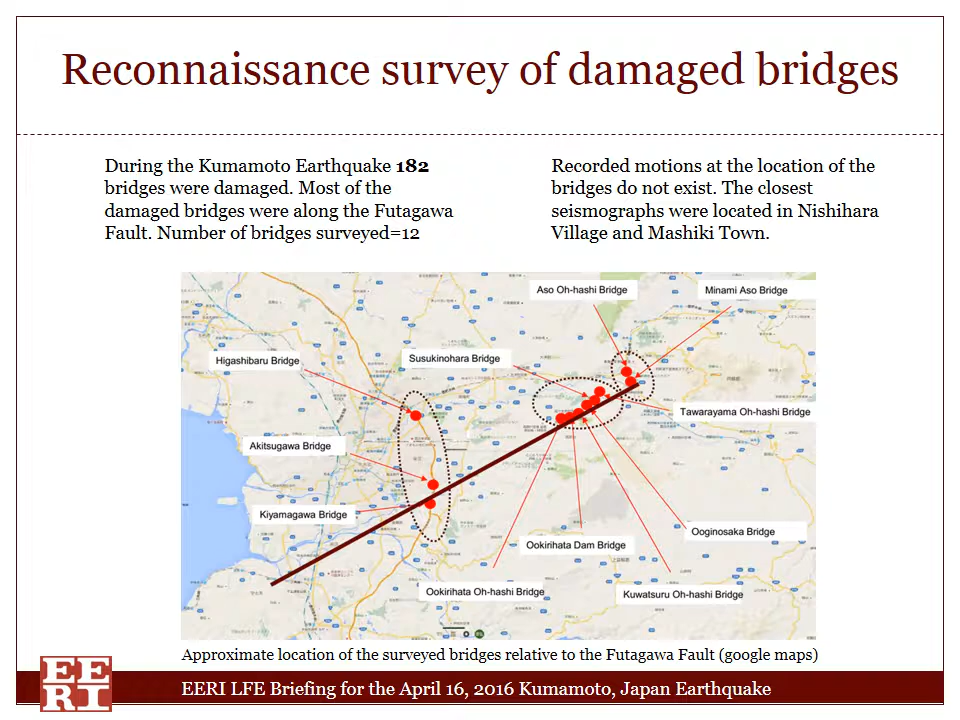 Reconnaissance survey of damaged bridges
During the Kumamoto Earthquake 182
bridges were damaged. Most of the
damaged bridges were along the Futagawa
Fault. Number of bridges surveyed=12
Recorded motions at the location of the
bridges do not exist. The closest
seismographs were located in Nishihara
Village and Mashiki Town.
Aso Oh-hashi Bridge
Minami Aso Bridge
Higashibaru Bridge
Susukinohara Bridge
Tawarayama Oh-hashi Bridge
Akitsugawa Bridge
Kiyamagawa Bridge
Ooginosaka Bridge
Ookirihata Dam Bridge
Ookirihata Oh-hashi Bridge
Kuwatsuru Oh-hashi Bridge
Approximate location of the surveyed bridges relative to the Futagawa Fault (google maps)
EERI
EERI LFE Briefing for the April 16, 2016 Kumamoto, Japan Earthquake